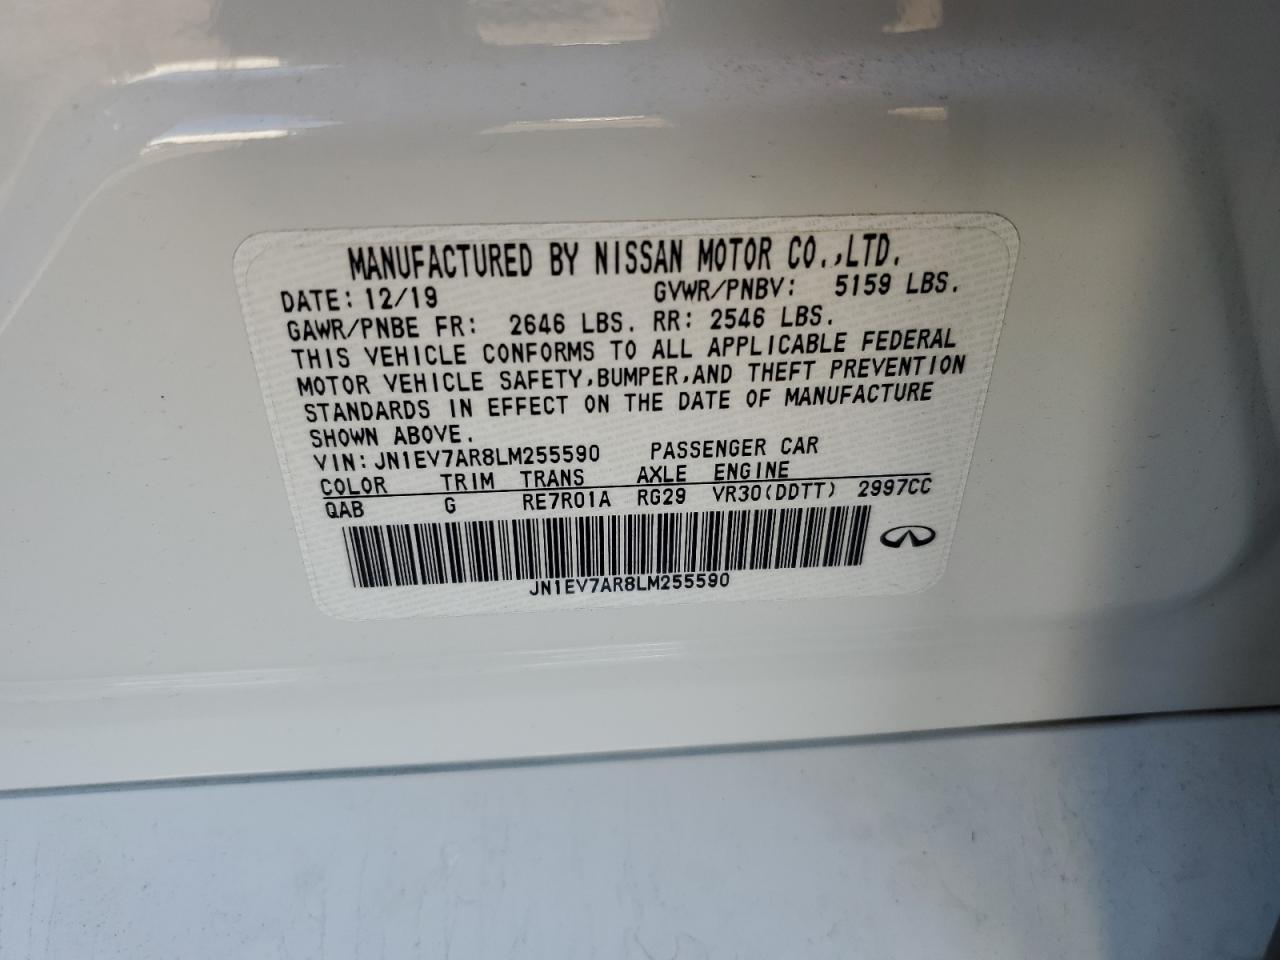 MANUFACTURED BY NISSAN MOTOR CO.,LTD.
DATE: 12/19 GVWR/PNBV: 5159 LBS.
GAWR/PNBE FR: 2646 LBS. RR: 2546 LBS.
THIS VEHICLE CONFORMS TO ALL APPLICABLE FEDERAL
MOTOR VEHICLE SAFETY,BUMPER,AND THEFT PREVENTION
STANDARDS IN EFFECT ON THE DATE OF MANUFACTURE
SHOWN ABOVE.
VIN: JN1EV7AR8LM255590 PASSENGER CAR
COLOR TRIM TRANS AXLE ENGINE
QAB G RE7R01A RG29 VR30(DDTT) 2997CC
JN1EV7AR8LM255590